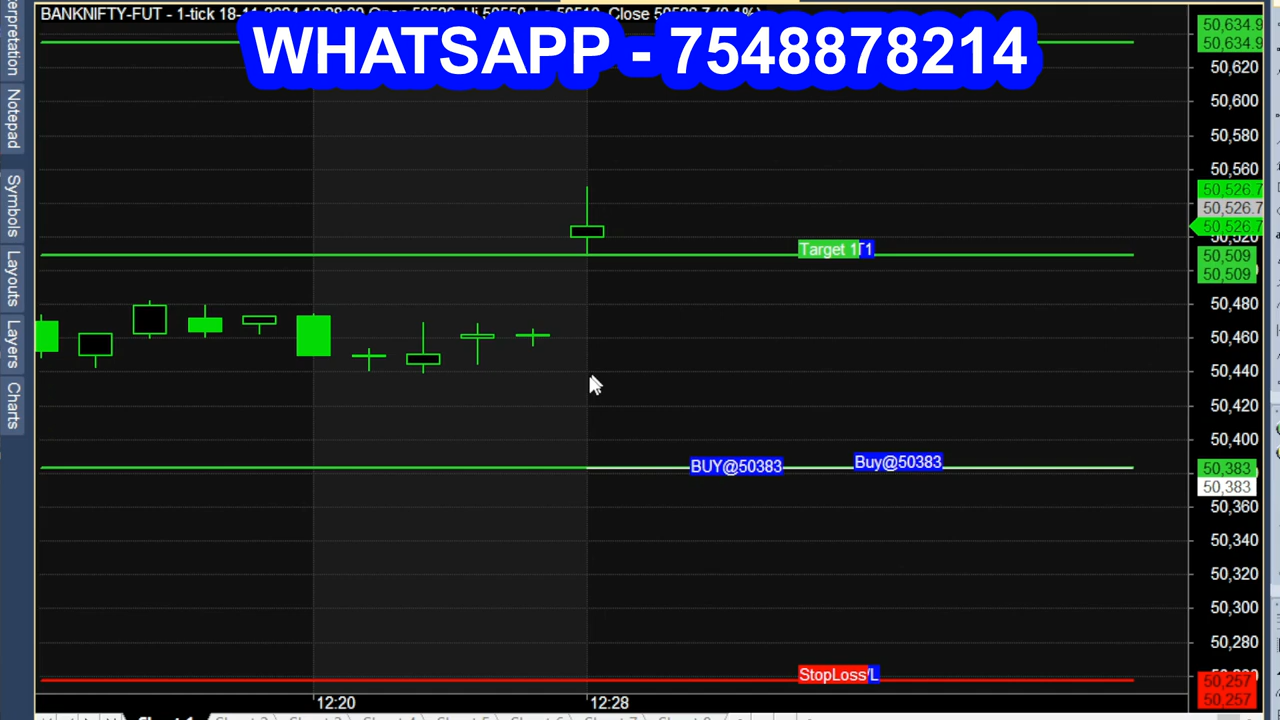 BANKNIFTY-FUT - 1-tick
WHATSAPP - 7548878214
Interpretation
Notepad
Symbols
Layouts
Layers
Charts
50,634.9
50,634.9
50,620
50,600
50,580
50,560
50,526.7
50,526.7
50,526.7
50,520
50,509
50,509
50,480
50,460
50,440
50,420
50,400
50,383
50,383
50,360
50,340
50,320
50,300
50,280
50,257
50,257
Target 1 T1
BUY@50383
Buy@50383
StopLoss/L
12:20
12:28